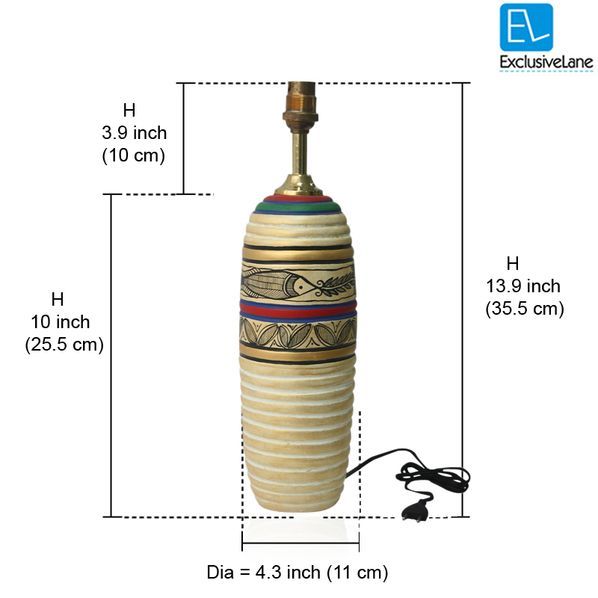 EL
ExclusiveLane
H
3.9 inch
(10 cm)
H
10 inch
(25.5 cm)
H
13.9 inch
(35.5 cm)
Dia = 4.3 inch (11 cm)